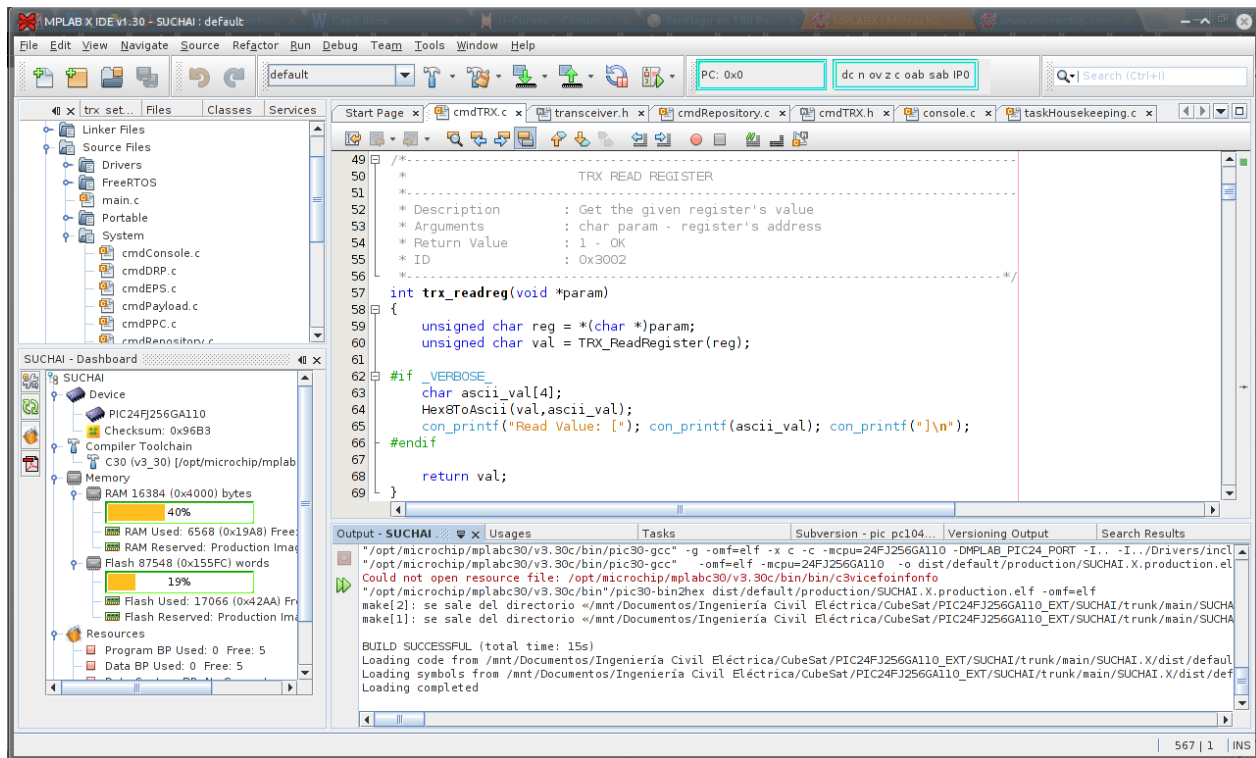 MPLAB X IDE v1.30 - SUCHAI : default
File Edit View Navigate Source Refactor Run Debug Team Tools Window Help
default
PC: 0x0
dc n ov z c oab sab IP0
Search (Ctrl+I)
trx set... Files Classes Services
Linker Files
Source Files
Drivers
FreeRTOS
main.c
Portable
System
cmdConsole.c
cmdDRP.c
cmdEPS.c
cmdPayload.c
cmdPPC.c
cmdRepository.c
SUCHAI - Dashboard
SUCHAI
Device
PIC24FJ256GA110
Checksum: 0x96B3
Compiler Toolchain
C30 (v3_30) [/opt/microchip/mplab
Memory
RAM 16384 (0x4000) bytes
40%
RAM Used: 6568 (0x19A8) Free:
RAM Reserved: Production Imag
Flash 87548 (0x155FC) words
19%
Flash Used: 17066 (0x42AA) Fr
Flash Reserved: Production Ima
Resources
Program BP Used: 0 Free: 5
Data BP Used: 0 Free: 5
Start Page cmdTRX.c transceiver.h cmdRepository.c cmdTRX.h console.c taskHousekeeping.c
49 /*------------------------------------------------------------------------------
50 * TRX READ REGISTER
51 *------------------------------------------------------------------------------
52 * Description : Get the given register's value
53 * Arguments : char param - register's address
54 * Return Value : 1 - OK
55 * ID : 0x3002
56 *----------------------------------------------------------------------------*/
57 int trx_readreg(void *param)
58 {
59 unsigned char reg = *(char *)param;
60 unsigned char val = TRX_ReadRegister(reg);
61
62 #if _VERBOSE_
63 char ascii_val[4];
64 Hex8ToAscii(val,ascii_val);
65 con_printf("Read Value: ["); con_printf(ascii_val); con_printf("]\n");
66 #endif
67
68 return val;
69 }
Output - SUCHAI Usages Tasks Subversion - pic pc104... Versioning Output Search Results
"/opt/microchip/mplabc30/v3.30c/bin/pic30-gcc" -g -omf=elf -x c -c -mcpu=24FJ256GA110 -DMPLAB_PIC24_PORT -I.. -I../Drivers/incl
"/opt/microchip/mplabc30/v3.30c/bin/pic30-gcc" -omf=elf -mcpu=24FJ256GA110 -o dist/default/production/SUCHAI.X.production.el
Could not open resource file: /opt/microchip/mplabc30/v3.30c/bin/bin/c3vicefoinfonfo
"/opt/microchip/mplabc30/v3.30c/bin"/pic30-bin2hex dist/default/production/SUCHAI.X.production.elf -omf=elf
make[2]: se sale del directorio «/mnt/Documentos/Ingeniería Civil Eléctrica/CubeSat/PIC24FJ256GA110_EXT/SUCHAI/trunk/main/SUCHA
make[1]: se sale del directorio «/mnt/Documentos/Ingeniería Civil Eléctrica/CubeSat/PIC24FJ256GA110_EXT/SUCHAI/trunk/main/SUCHA
BUILD SUCCESSFUL (total time: 15s)
Loading code from /mnt/Documentos/Ingeniería Civil Eléctrica/CubeSat/PIC24FJ256GA110_EXT/SUCHAI/trunk/main/SUCHAI.X/dist/defaul
Loading symbols from /mnt/Documentos/Ingeniería Civil Eléctrica/CubeSat/PIC24FJ256GA110_EXT/SUCHAI/trunk/main/SUCHAI.X/dist/def
Loading completed
567 | 1 INS